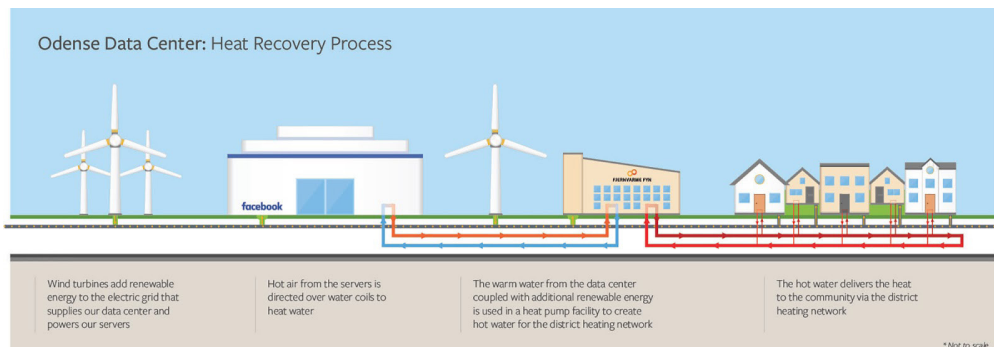 Odense Data Center: Heat Recovery Process
facebook
FJERNVARME FYN
Wind turbines add renewable
energy to the electric grid that
supplies our data center and
powers our servers
Hot air from the servers is
directed over water coils to
heat water
The warm water from the data center
coupled with additional renewable energy
is used in a heat pump facility to create
hot water for the district heating network
The hot water delivers the heat
to the community via the district
heating network
* Not to scale